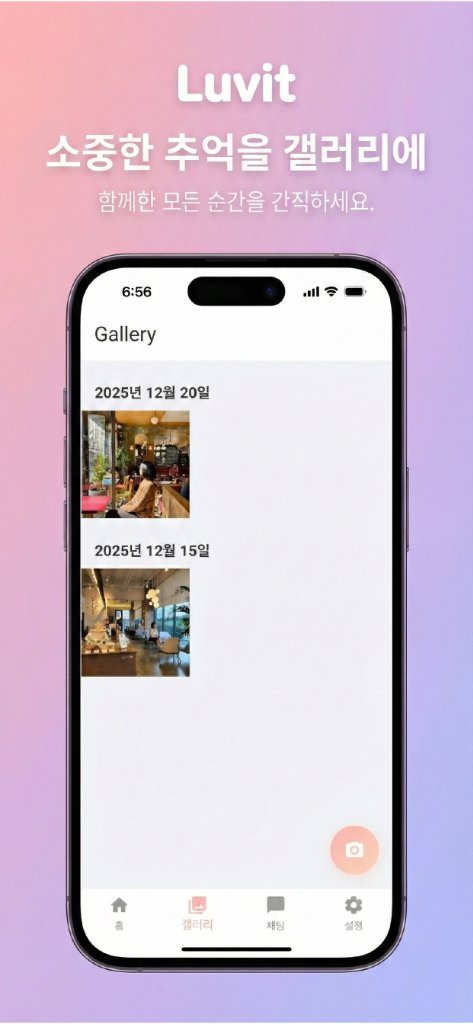 Luvit
소중한 추억을 갤러리에
함께한 모든 순간을 간직하세요.
6:56
Gallery
2025년 12월 20일
2025년 12월 15일
홈 갤러리 채팅 설정